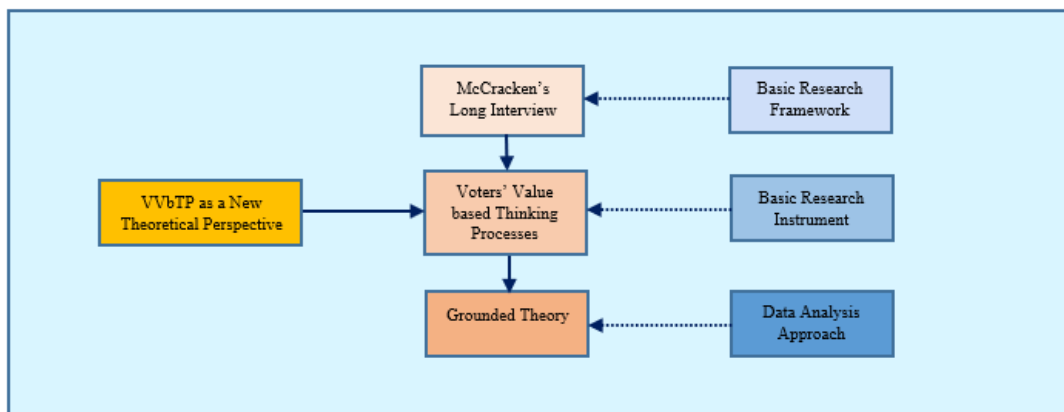 McCracken's
Long Interview
Basic Research
Framework
VVbTP as a New
Theoretical Perspective
Voters' Value
based Thinking
Processes
Basic Research
Instrument
Grounded Theory
Data Analysis
Approach